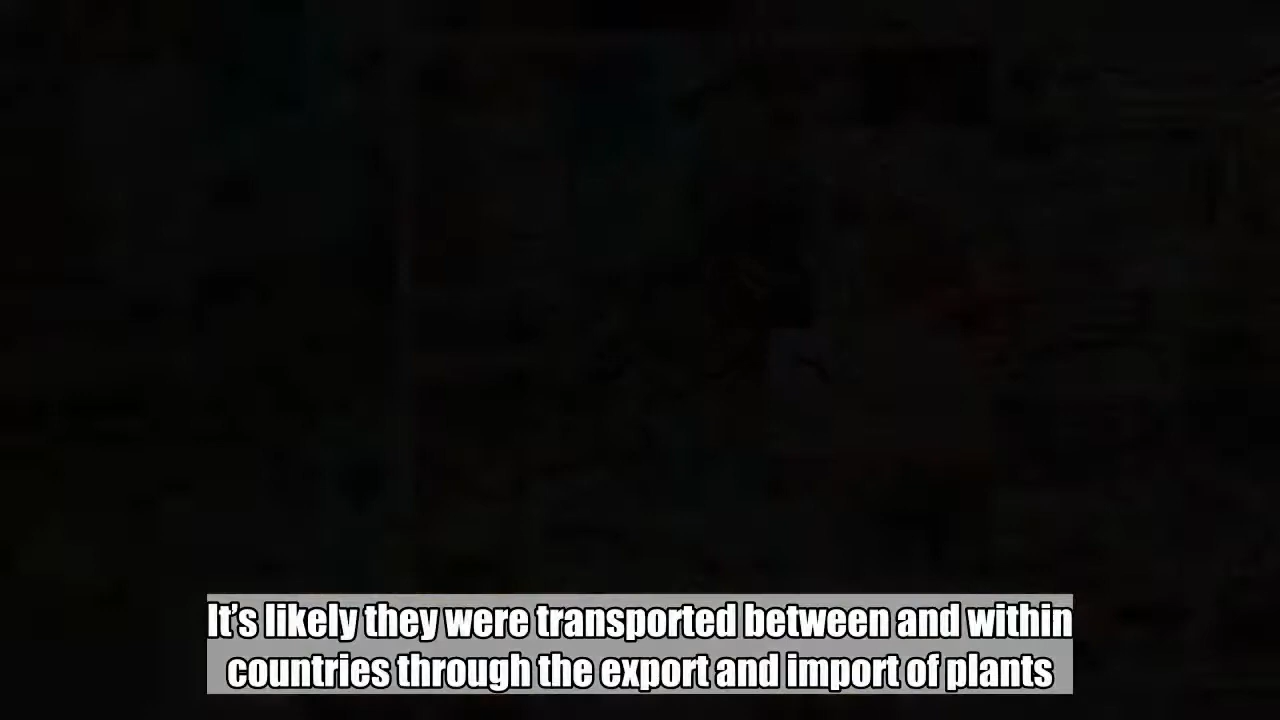 It’s likely they were transported between and within
countries through the export and import of plants